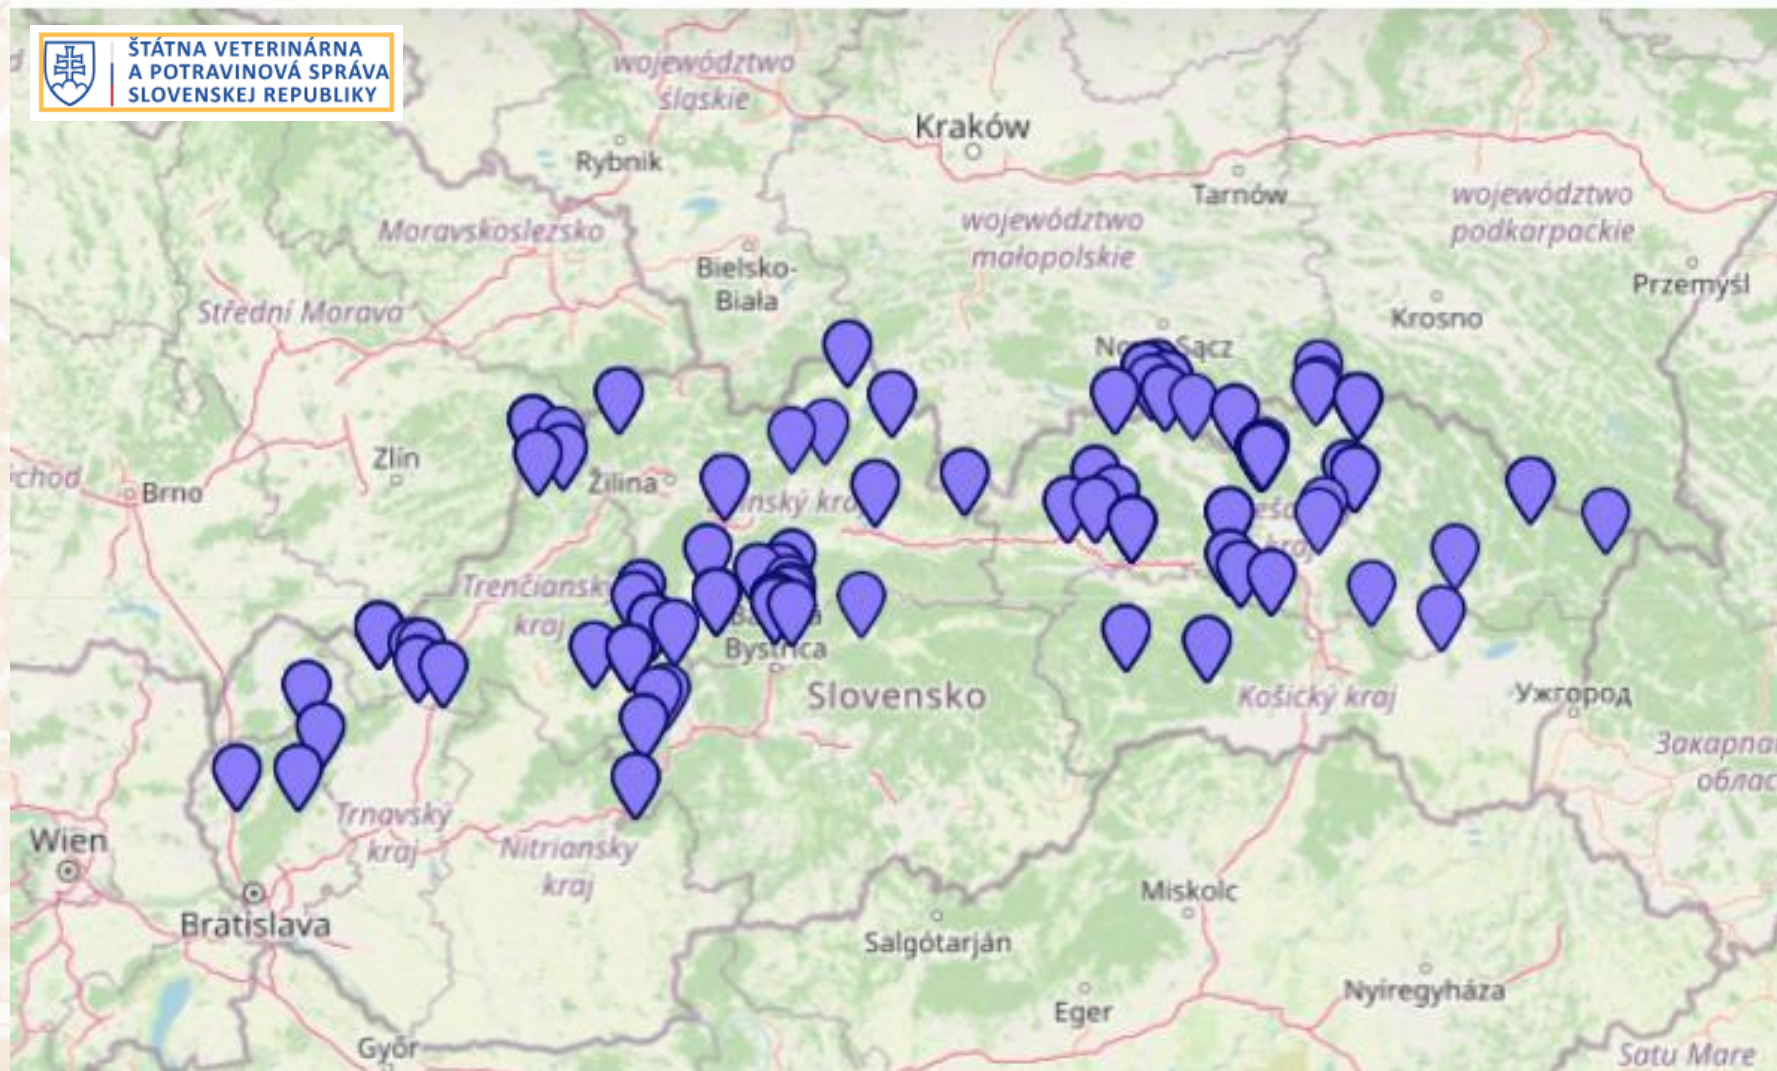 ŠTÁTNA VETERINÁRNA
A POTRAVINOVÁ SPRÁVA
SLOVENSKEJ REPUBLIKY
województwo
śląskie
Kraków
Rybnik
Tarnów
województwo
podkarpackie
Moravskoslezsko
województwo
małopolskie
Bielsko-
Biała
Przemyśl
Střední Morava
Krosno
Sącz
Zlín
Žilina
Brno
kraj
Trenčiansky
kraj
Bystrica
Slovensko
Košický kraj
Ужгород
Trnavský
kraj
Wien
Nitriansky
kraj
Bratislava
Miskolc
Salgótarján
Nyíregyháza
Eger
Győr
Satu Mare